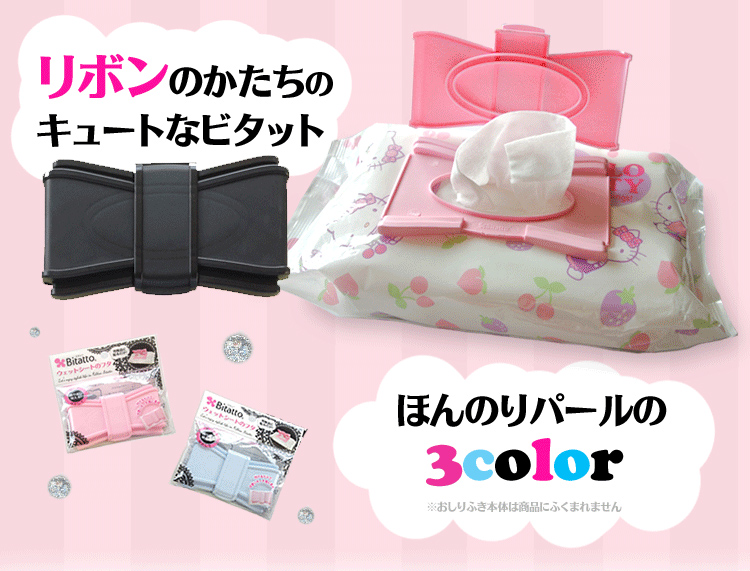 リボンのかたちの
キュートなビタット
Bitatto
ウェットシートのフタ
Bitatto
ウェットシートのフタ
ほんのりパールの
3color
※おしりふき本体は商品にふくまれません